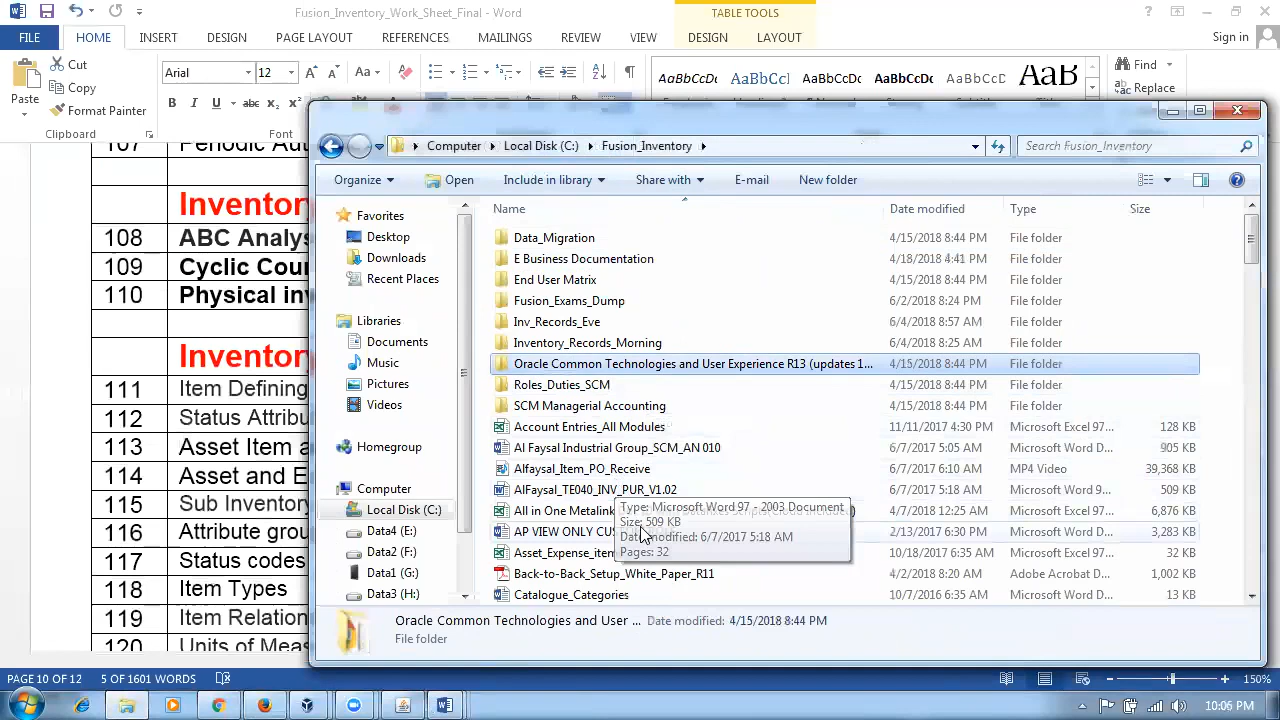 Fusion_Inventory_Work_Sheet_Final - Word
TABLE TOOLS
FILE
HOME
INSERT
DESIGN
PAGE LAYOUT
REFERENCES
MAILINGS
REVIEW
VIEW
DESIGN
LAYOUT
Sign in
Paste
Cut
Copy
Format Painter
Clipboard
Arial
12
Font
AaBbCcDc
AaBbCc
AaBbCcDc
AaBbCcDc
AaBbCcDc
AaB
Find
Replace
107 Periodic Aut
Inventory
108 ABC Analys
109 Cyclic Cour
110 Physical inv
Inventory
111 Item Defining
112 Status Attribu
113 Asset Item a
114 Asset and E
115 Sub Inventory
116 Attribute group
117 Status codes
118 Item Types
119 Item Relation
120 Units of Meas
Computer
Local Disk (C:)
Fusion_Inventory
Search Fusion_Inventory
Organize
Open
Include in library
Share with
E-mail
New folder
Favorites
Desktop
Downloads
Recent Places
Libraries
Documents
Music
Pictures
Videos
Homegroup
Computer
Local Disk (C:)
Data4 (E:)
Data2 (F:)
Data1 (G:)
Data3 (H:)
Name Date modified Type Size
Data_Migration 4/15/2018 8:44 PM File folder
E Business Documentation 4/18/2018 4:41 PM File folder
End User Matrix 4/15/2018 8:44 PM File folder
Fusion_Exams_Dump 6/2/2018 8:24 PM File folder
Inv_Records_Eve 6/4/2018 8:57 AM File folder
Inventory_Records_Morning 6/4/2018 8:25 AM File folder
Oracle Common Technologies and User Experience R13 (updates 1... 4/15/2018 8:44 PM File folder
Roles_Duties_SCM 4/15/2018 8:44 PM File folder
SCM Managerial Accounting 4/15/2018 8:44 PM File folder
Account Entries_All Modules 11/11/2017 4:30 PM Microsoft Excel 97... 128 KB
Al Faysal Industrial Group_SCM_AN 010 6/7/2017 5:05 AM Microsoft Word D... 905 KB
Alfaysal_Item_PO_Receive 6/7/2017 6:10 AM MP4 Video 39,368 KB
AlFaysal_TE040_INV_PUR_V1.02 6/7/2017 5:18 AM Microsoft Word 97... 509 KB
All in One Metalink 4/7/2018 12:25 AM Microsoft Excel 97... 6,876 KB
AP VIEW ONLY CUS 2/13/2017 6:30 PM Microsoft Word D... 3,283 KB
Asset_Expense_item 10/18/2017 6:35 AM Microsoft Excel 97... 32 KB
Back-to-Back_Setup_White_Paper_R11 4/2/2018 8:20 AM Adobe Acrobat D... 1,002 KB
Catalogue_Categories 10/7/2016 6:35 AM Microsoft Word D... 13 KB
Type: Microsoft Word 97 - 2003 Document
Size: 509 KB
Date modified: 6/7/2017 5:18 AM
Pages: 32
Oracle Common Technologies and User ... Date modified: 4/15/2018 8:44 PM
File folder
PAGE 10 OF 12
5 OF 1601 WORDS
150%
10:06 PM